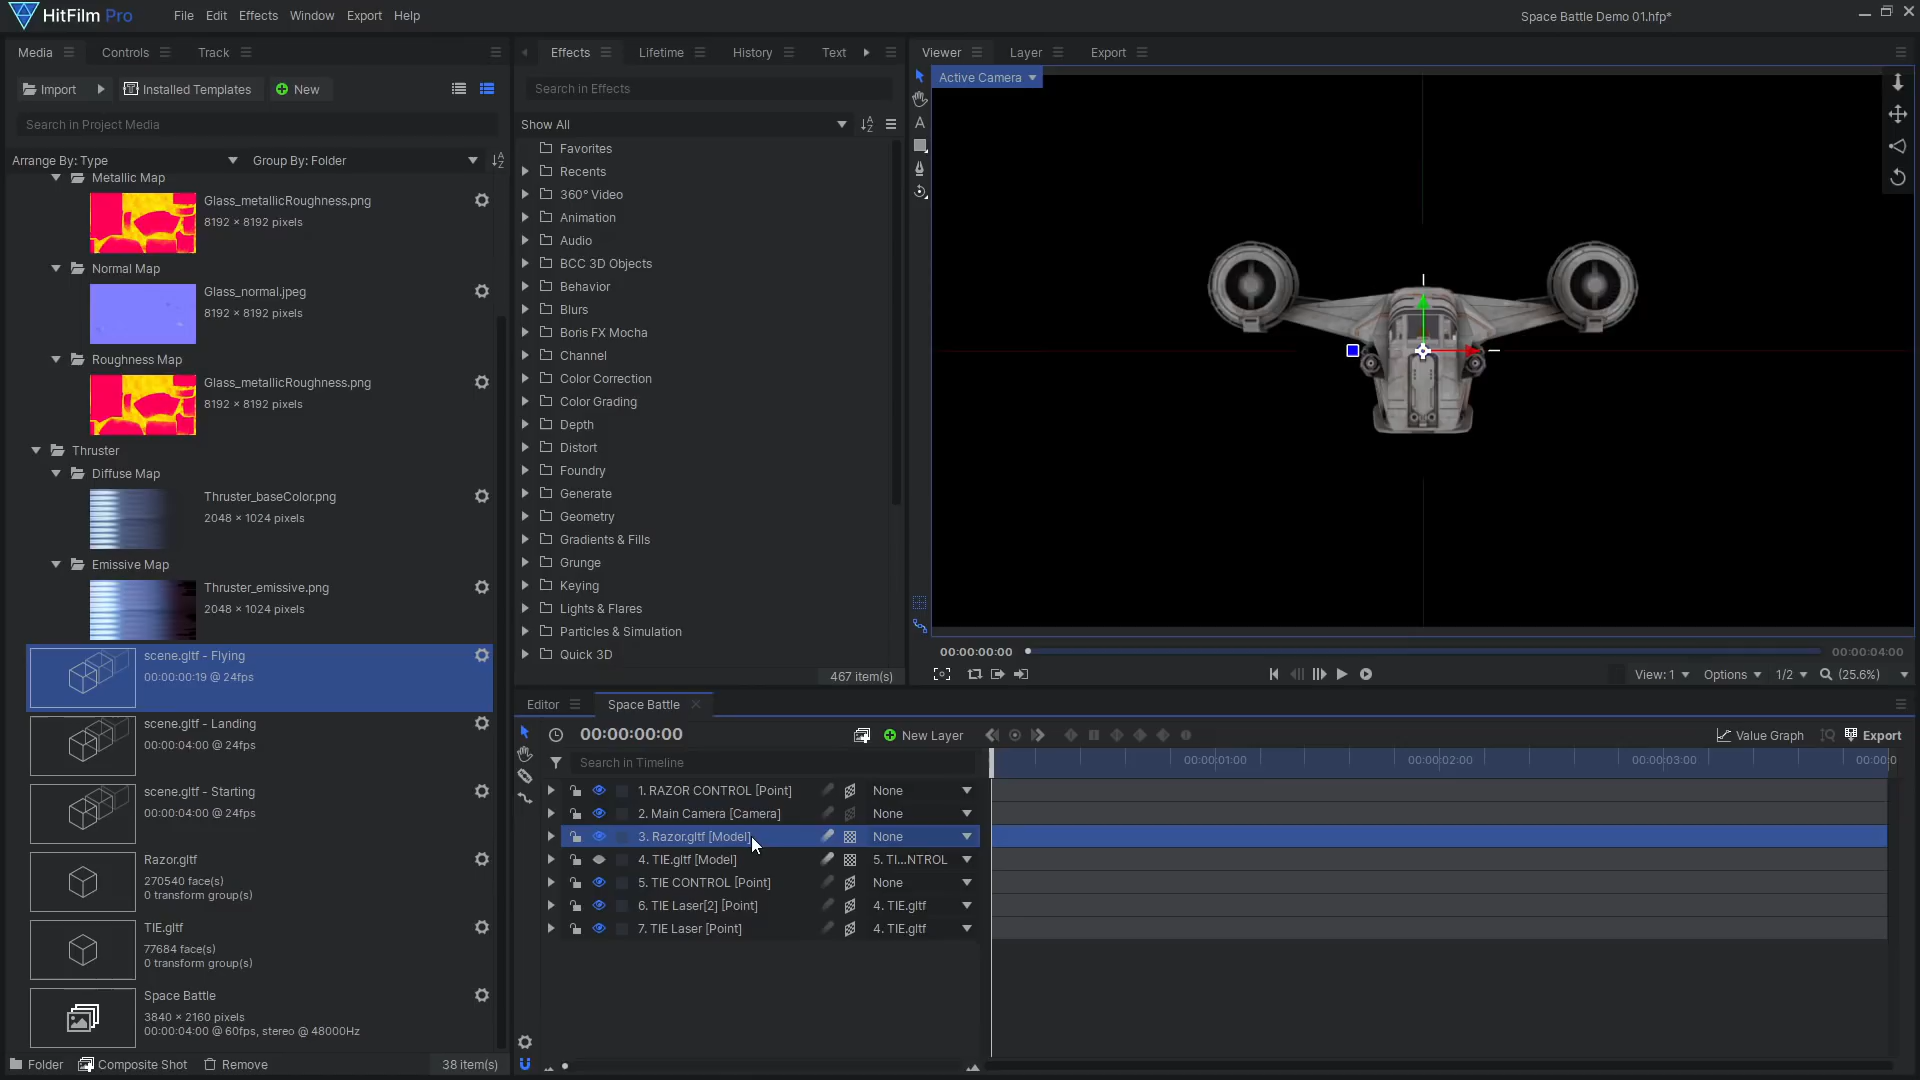 HitFilm Pro
File Edit Effects Window Export Help
Space Battle Demo 01.hfp*
Media Controls Track
Import Installed Templates New
Search in Project Media
Arrange By: Type Group By: Folder
Metallic Map
Glass_metallicRoughness.png
8192 × 8192 pixels
Normal Map
Glass_normal.jpeg
8192 × 8192 pixels
Roughness Map
Glass_metallicRoughness.png
8192 × 8192 pixels
Thruster
Diffuse Map
Thruster_baseColor.png
2048 × 1024 pixels
Emissive Map
Thruster_emissive.png
2048 × 1024 pixels
scene.gltf - Flying
00:00:00:19 @ 24fps
scene.gltf - Landing
00:00:04:00 @ 24fps
scene.gltf - Starting
00:00:04:00 @ 24fps
Razor.gltf
270540 face(s)
0 transform group(s)
TIE.gltf
77684 face(s)
0 transform group(s)
Space Battle
3840 × 2160 pixels
00:00:04:00 @ 60fps, stereo @ 48000Hz
Folder Composite Shot Remove 38 item(s)
Effects Lifetime History Text
Search in Effects
Show All
Favorites
Recents
360° Video
Animation
Audio
BCC 3D Objects
Behavior
Blurs
Boris FX Mocha
Channel
Color Correction
Color Grading
Depth
Distort
Foundry
Generate
Geometry
Gradients & Fills
Grunge
Keying
Lights & Flares
Particles & Simulation
Quick 3D
467 item(s)
Viewer Layer Export
Active Camera
A
00:00:00:00 00:00:04:00
View: 1 Options 1/2 (25.6%)
Editor Space Battle
00:00:00:00 New Layer Value Graph Export
Search in Timeline 00:00:01:00 00:00:02:00 00:00:03:00 00:00:0
1. RAZOR CONTROL [Point] None
2. Main Camera [Camera] None
3. Razor.gltf [Model] None
4. TIE.gltf [Model] 5. TI...NTROL
5. TIE CONTROL [Point] None
6. TIE Laser[2] [Point] 4. TIE.gltf
7. TIE Laser [Point] 4. TIE.gltf